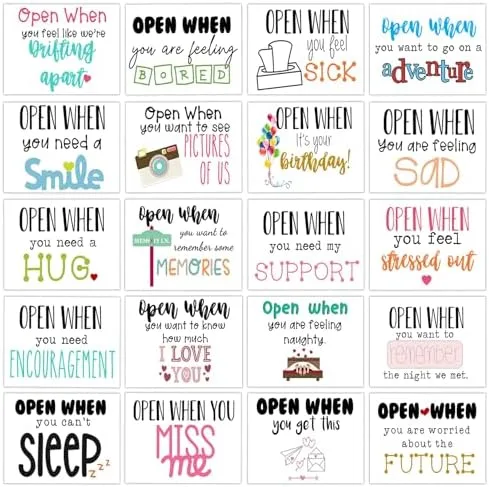 Open When
you feel like we're
Drifting
apart
OPEN WHEN
you are feeling
BORED
OPEN WHEN
you feel
SICK
Open when
you want to go on a
adventure
OPEN WHEN
you need a
Smile
Open When
you want to see
PICTURES
OF US
OPEN WHEN
It's your
birthday!
OPEN WHEN
You are feeling
SAD
OPEN WHEN
you need a
HUG
Open when
you want to
MEMORY LN.
remember some
MEMORIES
OPEN WHEN
you need my
SUPPORT
OPEN WHEN
you feel
stressed out
OPEN WHEN
you need
ENCOURAGEMENT
Open when
you want to know
how much
I LOVE
YOU
Open when
you are feeling
naughty.
OPEN WHEN
you want to
remember
the night we met.
OPEN WHEN
you can't
SLEEP
zzz
OPEN WHEN YOU
MISS
me
OPEN WHEN
you get this
OPEN WHEN
you are worried
about the
FUTURE